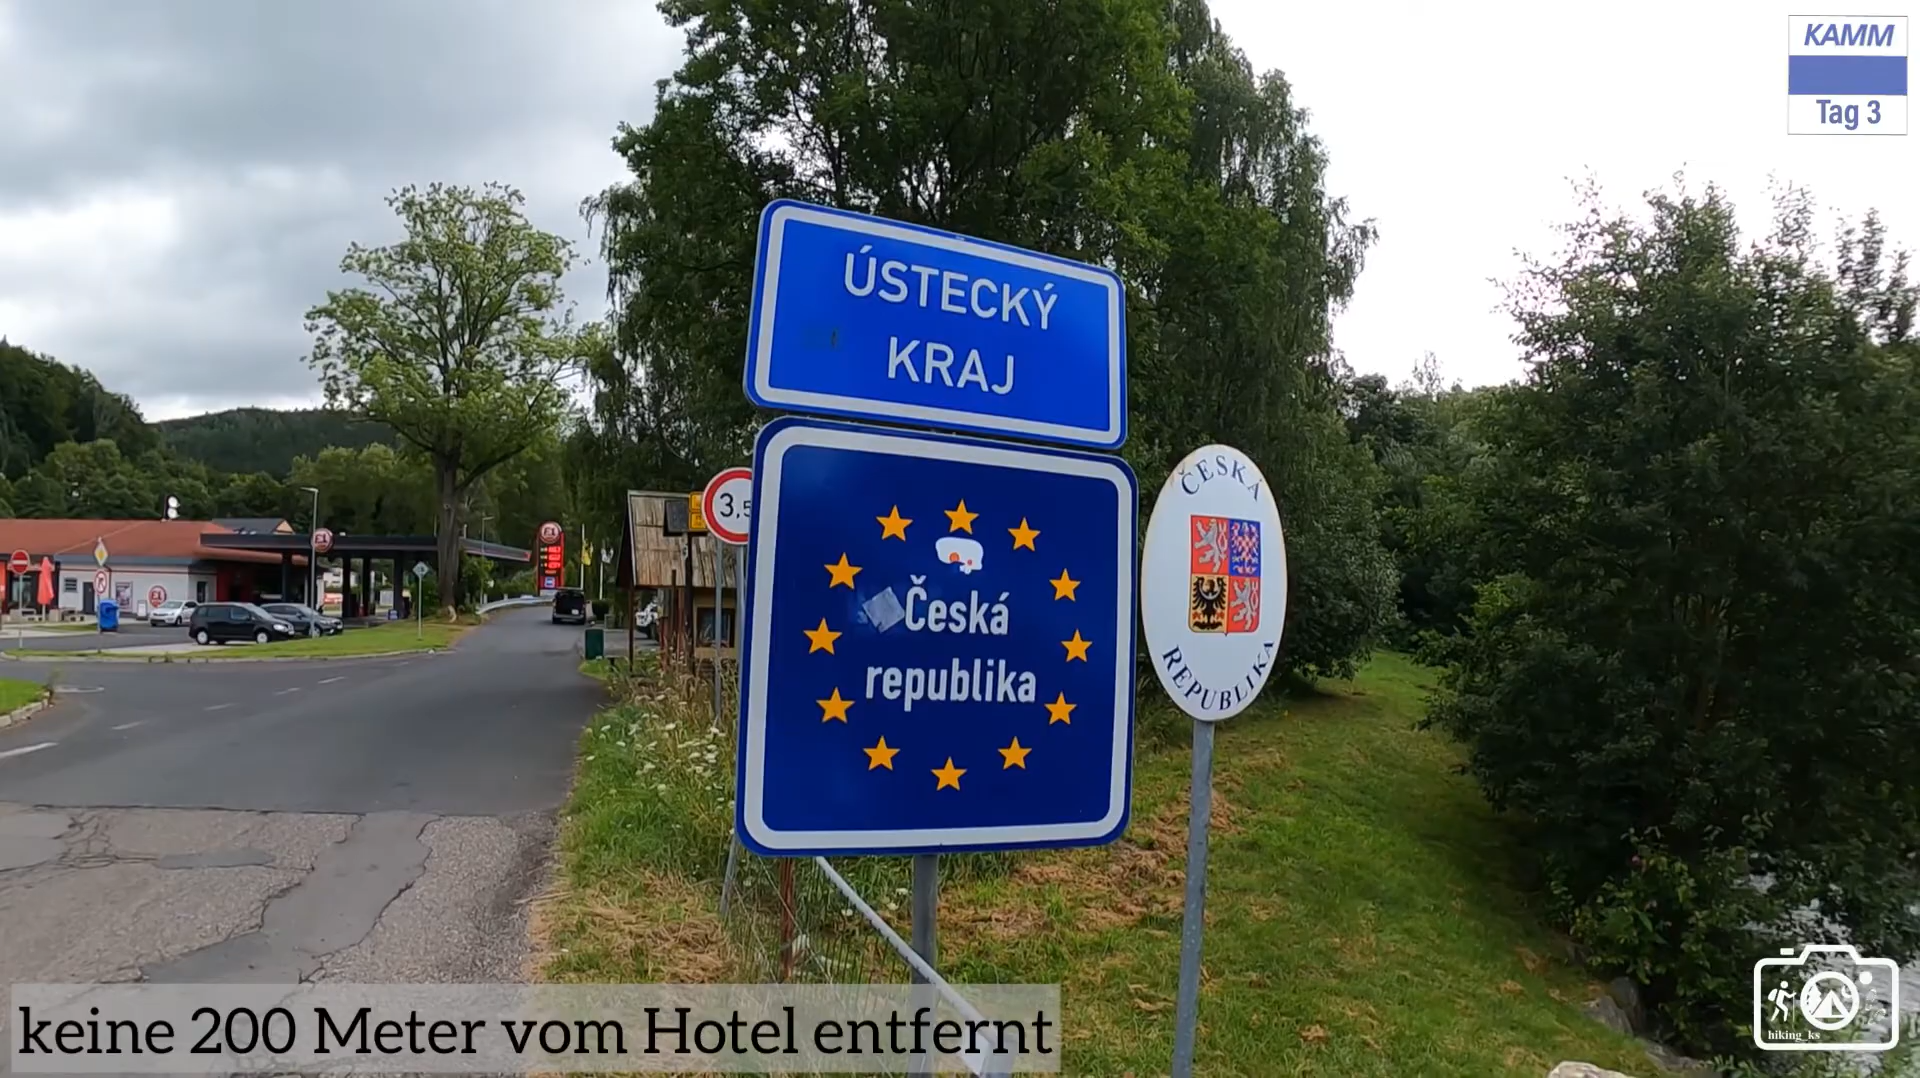 KAMM
Tag 3
ÚSTECKÝ
KRAJ
3,5
Česká
republika
ČESKÁ
REPUBLIKA
keine 200 Meter vom Hotel entfernt
hiking_ks